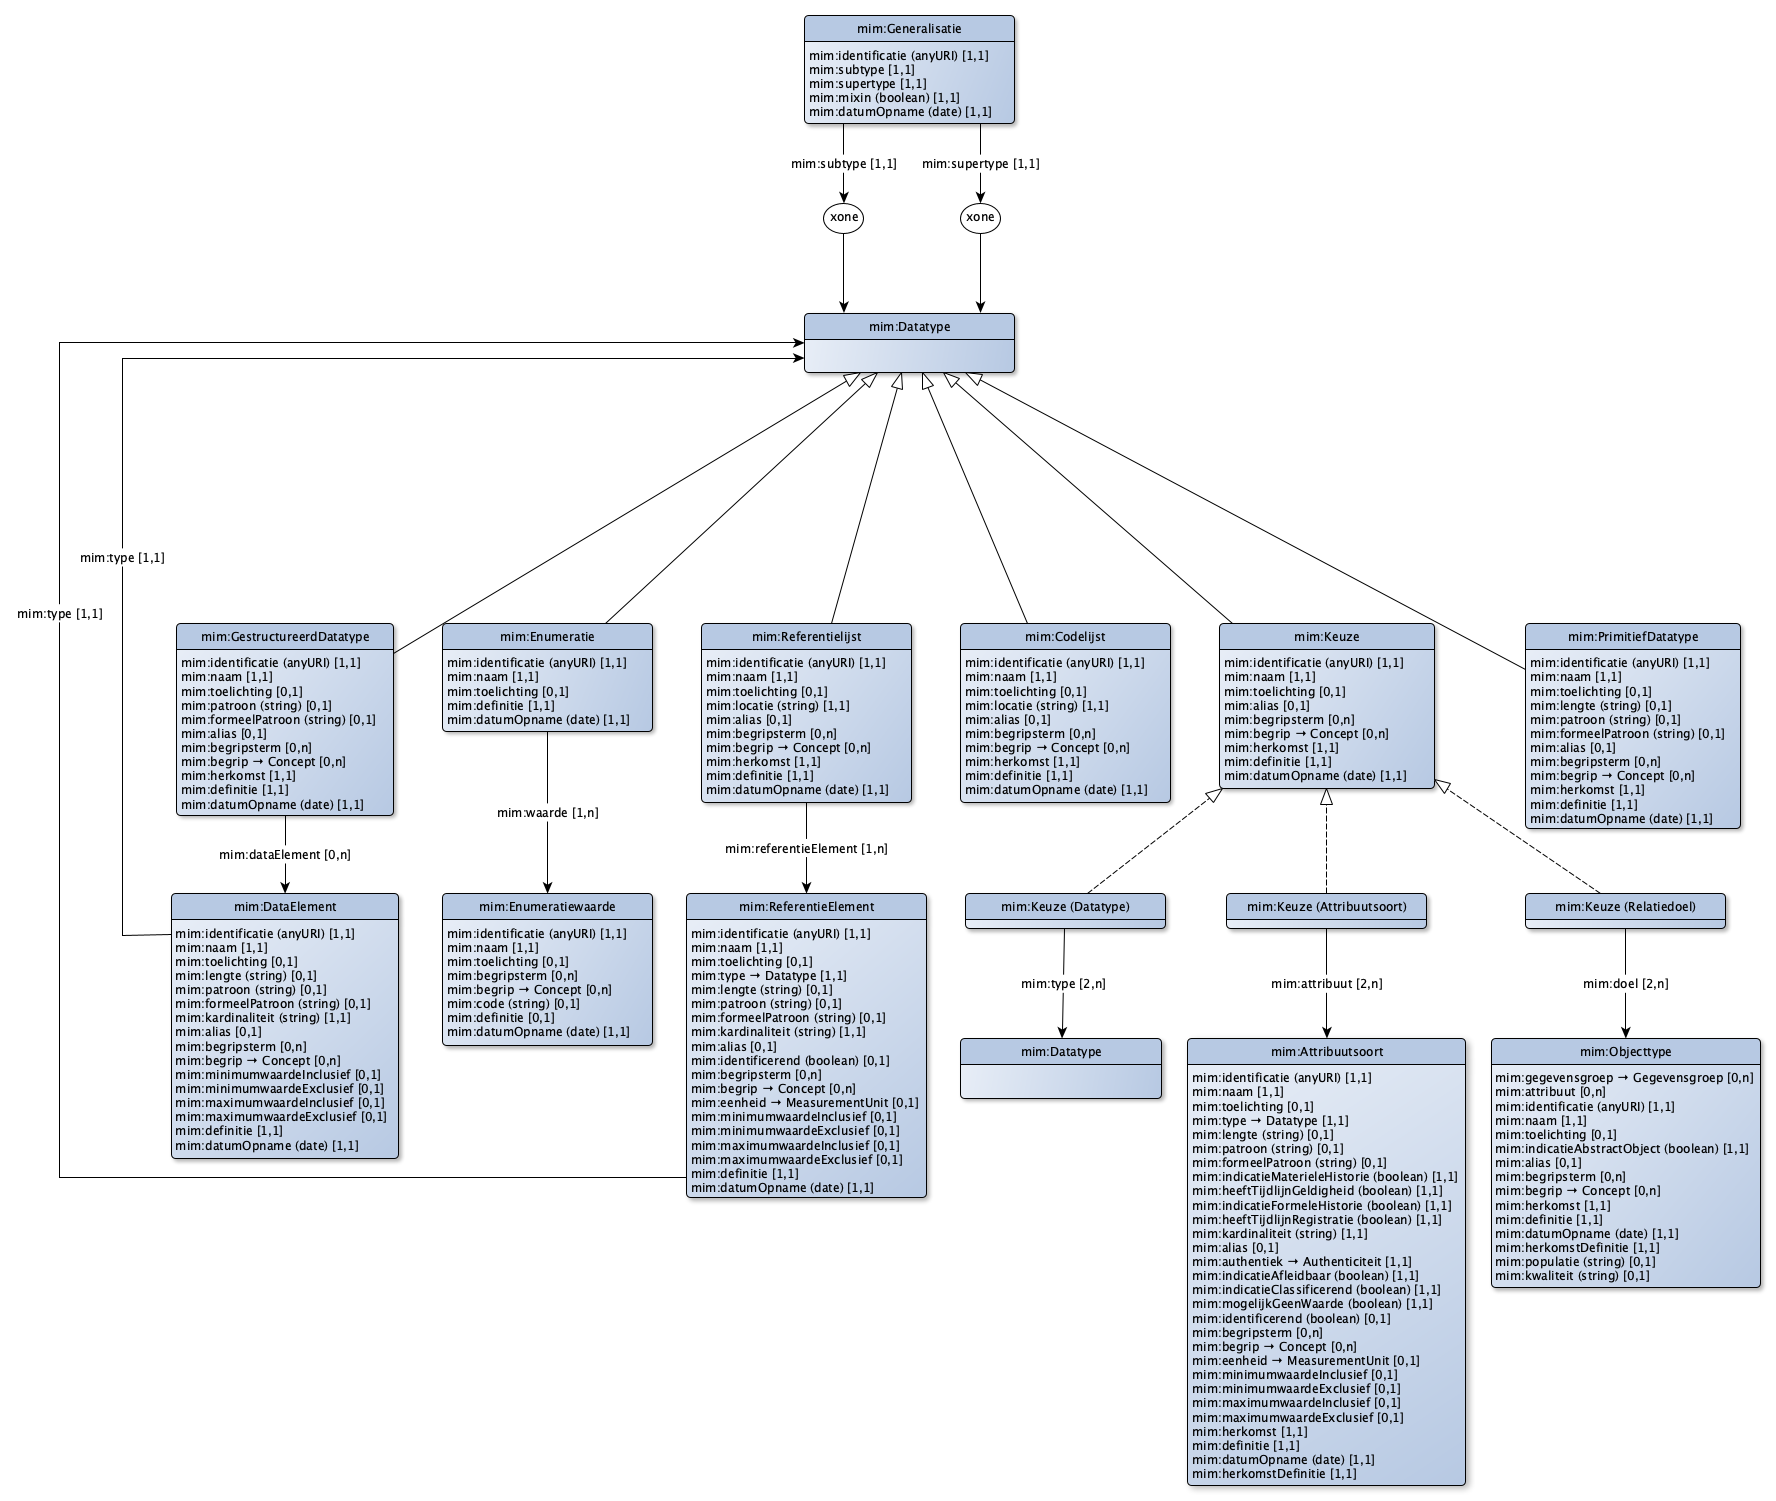 mim:Generalisatie
mim:identificatie (anyURI) [1,1]
mim:subtype [1,1]
mim:supertype [1,1]
mim:mixin (boolean) [1,1]
mim:datumOpname (date) [1,1]
mim:subtype [1,1]
mim:supertype [1,1]
xone
xone
mim:Datatype
mim:type [1,1]
mim:type [1,1]
mim:GestructureerdDatatype
mim:identificatie (anyURI) [1,1]
mim:naam [1,1]
mim:toelichting [0,1]
mim:patroon (string) [0,1]
mim:formeelPatroon (string) [0,1]
mim:alias [0,1]
mim:begripsterm [0,n]
mim:begrip → Concept [0,n]
mim:herkomst [1,1]
mim:definitie [1,1]
mim:datumOpname (date) [1,1]
mim:Enumeratie
mim:identificatie (anyURI) [1,1]
mim:naam [1,1]
mim:toelichting [0,1]
mim:definitie [1,1]
mim:datumOpname (date) [1,1]
mim:Referentielijst
mim:identificatie (anyURI) [1,1]
mim:naam [1,1]
mim:toelichting [0,1]
mim:locatie (string) [1,1]
mim:alias [0,1]
mim:begripsterm [0,n]
mim:begrip → Concept [0,n]
mim:herkomst [1,1]
mim:definitie [1,1]
mim:datumOpname (date) [1,1]
mim:Codelijst
mim:identificatie (anyURI) [1,1]
mim:naam [1,1]
mim:toelichting [0,1]
mim:locatie (string) [1,1]
mim:alias [0,1]
mim:begripsterm [0,n]
mim:begrip → Concept [0,n]
mim:herkomst [1,1]
mim:definitie [1,1]
mim:datumOpname (date) [1,1]
mim:Keuze
mim:identificatie (anyURI) [1,1]
mim:naam [1,1]
mim:toelichting [0,1]
mim:alias [0,1]
mim:begripsterm [0,n]
mim:begrip → Concept [0,n]
mim:herkomst [1,1]
mim:definitie [1,1]
mim:datumOpname (date) [1,1]
mim:PrimitiefDatatype
mim:identificatie (anyURI) [1,1]
mim:naam [1,1]
mim:toelichting [0,1]
mim:lengte (string) [0,1]
mim:patroon (string) [0,1]
mim:formeelPatroon (string) [0,1]
mim:alias [0,1]
mim:begripsterm [0,n]
mim:begrip → Concept [0,n]
mim:herkomst [1,1]
mim:definitie [1,1]
mim:datumOpname (date) [1,1]
mim:dataElement [0,n]
mim:waarde [1,n]
mim:referentieElement [1,n]
mim:DataElement
mim:identificatie (anyURI) [1,1]
mim:naam [1,1]
mim:toelichting [0,1]
mim:lengte (string) [0,1]
mim:patroon (string) [0,1]
mim:formeelPatroon (string) [0,1]
mim:kardinaliteit (string) [1,1]
mim:alias [0,1]
mim:begripsterm [0,n]
mim:begrip → Concept [0,n]
mim:minimumwaardeInclusief [0,1]
mim:minimumwaardeExclusief [0,1]
mim:maximumwaardeInclusief [0,1]
mim:maximumwaardeExclusief [0,1]
mim:definitie [1,1]
mim:datumOpname (date) [1,1]
mim:Enumeratiewaarde
mim:identificatie (anyURI) [1,1]
mim:naam [1,1]
mim:toelichting [0,1]
mim:begripsterm [0,n]
mim:begrip → Concept [0,n]
mim:code (string) [0,1]
mim:definitie [0,1]
mim:datumOpname (date) [1,1]
mim:ReferentieElement
mim:identificatie (anyURI) [1,1]
mim:naam [1,1]
mim:toelichting [0,1]
mim:type → Datatype [1,1]
mim:lengte (string) [0,1]
mim:patroon (string) [0,1]
mim:formeelPatroon (string) [0,1]
mim:kardinaliteit (string) [1,1]
mim:alias [0,1]
mim:identificerend (boolean) [0,1]
mim:begripsterm [0,n]
mim:begrip → Concept [0,n]
mim:eenheid → MeasurementUnit [0,1]
mim:minimumwaardeInclusief [0,1]
mim:minimumwaardeExclusief [0,1]
mim:maximumwaardeInclusief [0,1]
mim:maximumwaardeExclusief [0,1]
mim:definitie [1,1]
mim:datumOpname (date) [1,1]
mim:Keuze (Datatype)
mim:Keuze (Attribuutsoort)
mim:Keuze (Relatiedoel)
mim:type [2,n]
mim:attribuut [2,n]
mim:doel [2,n]
mim:Datatype
mim:Attribuutsoort
mim:identificatie (anyURI) [1,1]
mim:naam [1,1]
mim:toelichting [0,1]
mim:type → Datatype [1,1]
mim:lengte (string) [0,1]
mim:patroon (string) [0,1]
mim:formeelPatroon (string) [0,1]
mim:indicatieMaterieleHistorie (boolean) [1,1]
mim:heeftTijdlijnGeldigheid (boolean) [1,1]
mim:indicatieFormeleHistorie (boolean) [1,1]
mim:heeftTijdlijnRegistratie (boolean) [1,1]
mim:kardinaliteit (string) [1,1]
mim:alias [0,1]
mim:authentiek → Authenticiteit [1,1]
mim:indicatieAfleidbaar (boolean) [1,1]
mim:indicatieClassificerend (boolean) [1,1]
mim:mogelijkGeenWaarde (boolean) [1,1]
mim:identificerend (boolean) [0,1]
mim:begripsterm [0,n]
mim:begrip → Concept [0,n]
mim:eenheid → MeasurementUnit [0,1]
mim:minimumwaardeInclusief [0,1]
mim:minimumwaardeExclusief [0,1]
mim:maximumwaardeInclusief [0,1]
mim:maximumwaardeExclusief [0,1]
mim:herkomst [1,1]
mim:definitie [1,1]
mim:datumOpname (date) [1,1]
mim:herkomstDefinitie [1,1]
mim:Objecttype
mim:gegevensgroep → Gegevensgroep [0,n]
mim:attribuut [0,n]
mim:identificatie (anyURI) [1,1]
mim:naam [1,1]
mim:toelichting [0,1]
mim:indicatieAbstractObject (boolean) [1,1]
mim:alias [0,1]
mim:begripsterm [0,n]
mim:begrip → Concept [0,n]
mim:herkomst [1,1]
mim:definitie [1,1]
mim:datumOpname (date) [1,1]
mim:herkomstDefinitie [1,1]
mim:populatie (string) [0,1]
mim:kwaliteit (string) [0,1]